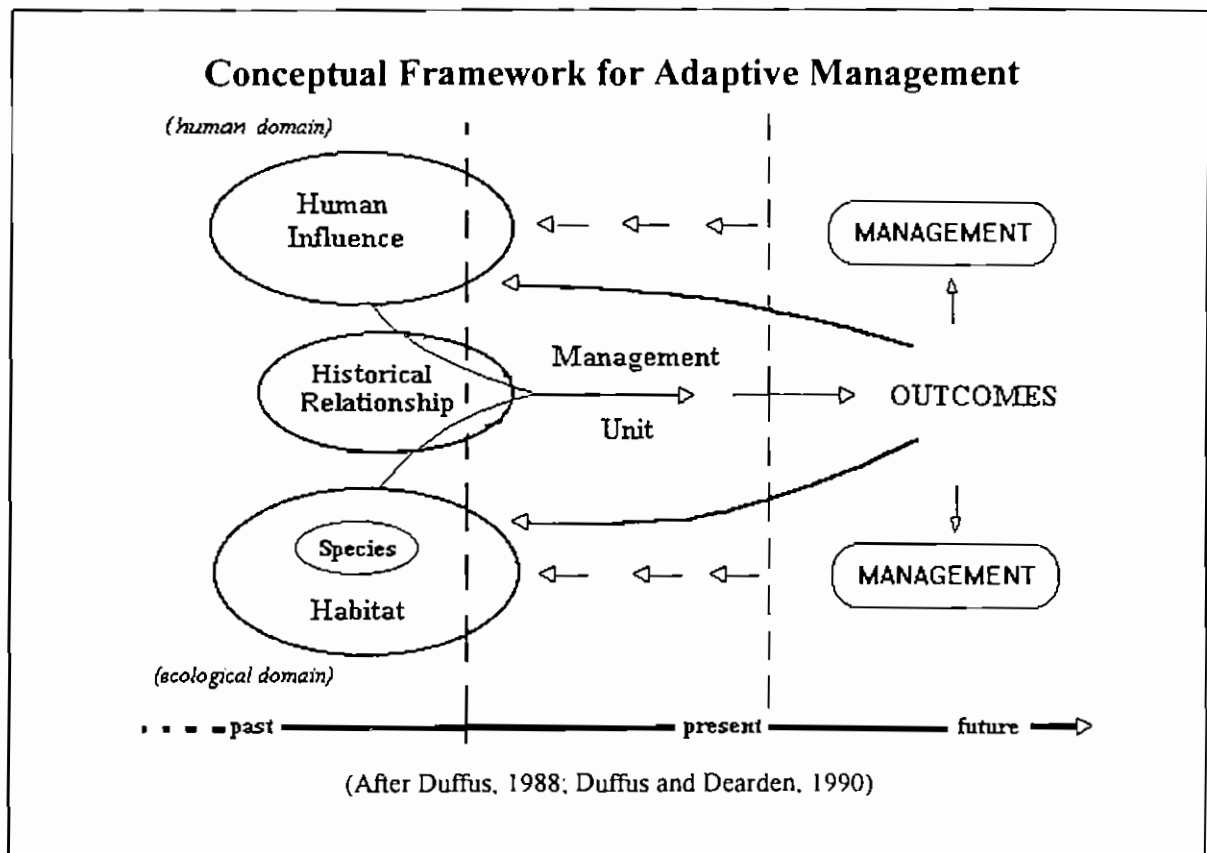 Conceptual Framework for Adaptive Management
(human domain)
Human
Influence
MANAGEMENT
Historical
Relationship
Management
Unit
OUTCOMES
Species
Habitat
MANAGEMENT
(ecological domain)
past
present
future
(After Duffus, 1988; Duffus and Dearden, 1990)